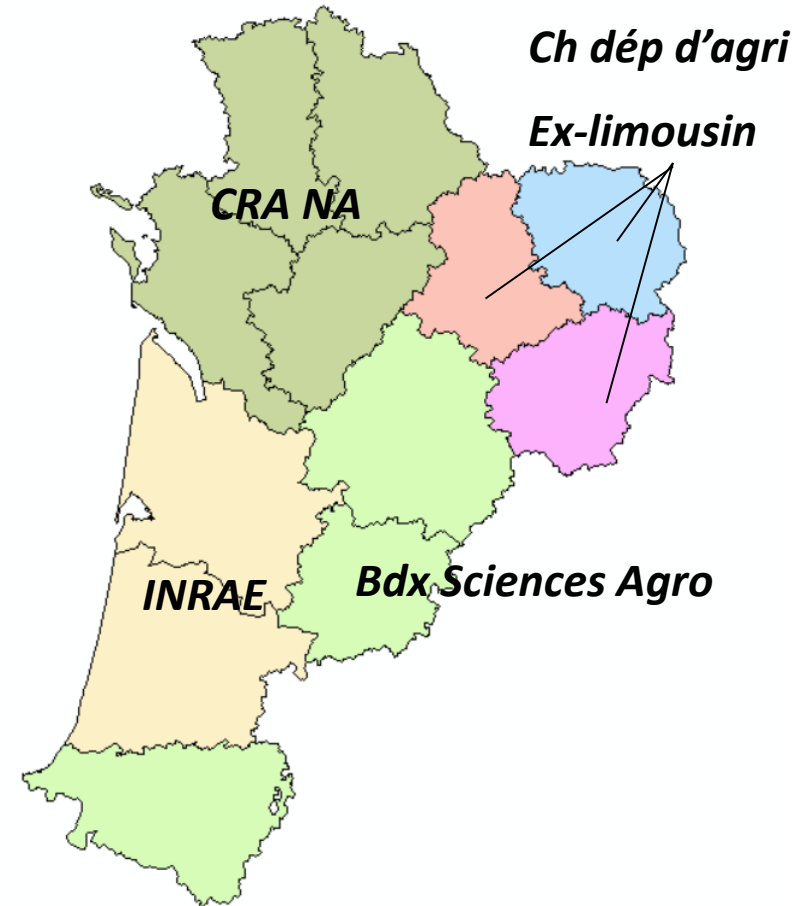 Ch dép d’agri
Ex-limousin
CRA NA
INRAE
Bdx Sciences Agro